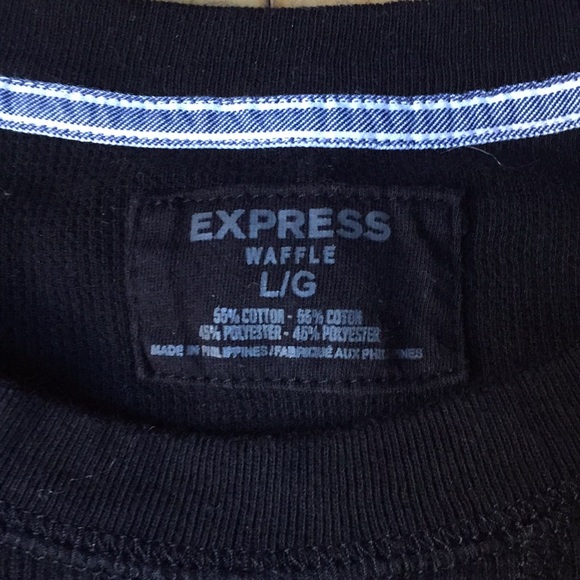 EXPRESS
WAFFLE
L/G
55% COTTON - 55% COTON
45% POLYESTER - 45% POLYESTER
MADE IN PHILIPPINES / FABRIQUÉ AUX PHILIPPINES